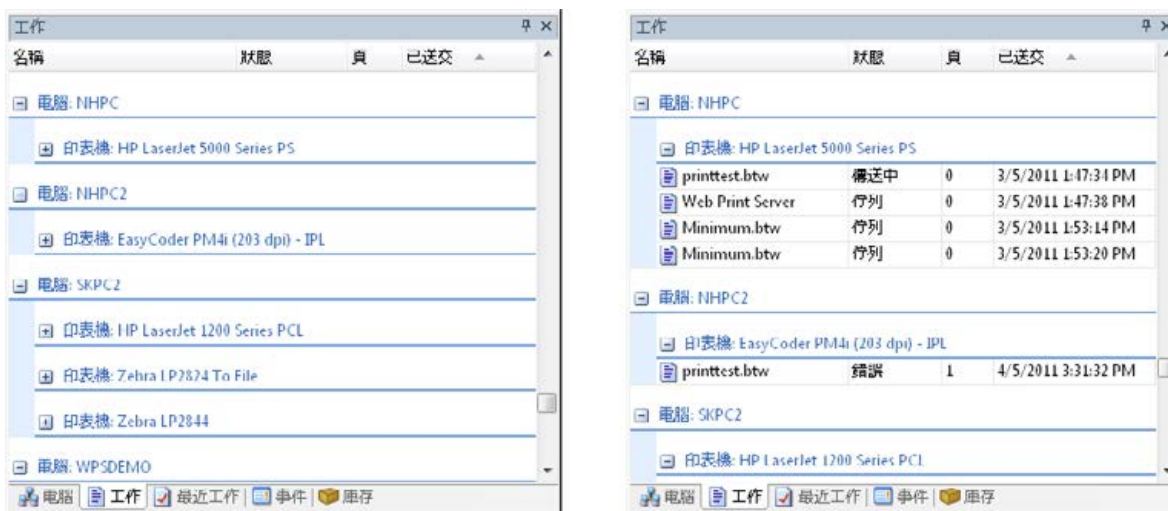 工作
名稱 狀態 頁 已送交
電腦: NHPC
印表機: HP LaserJet 5000 Series PS
電腦: NHPC2
印表機: EasyCoder PM4i (203 dpi) - IPL
電腦: SKPC2
印表機: HP LaserJet 1200 Series PCL
印表機: Zebra LP2824 To File
印表機: Zebra LP2844
電腦: WPSDEMO
電腦 工作 最近工作 事件 庫存
工作
名稱 狀態 頁 已送交
電腦: NHPC
印表機: HP LaserJet 5000 Series PS
printtest.btw 傳送中 0 3/5/2011 1:47:34 PM
Web Print Server 佇列 0 3/5/2011 1:47:38 PM
Minimum.btw 佇列 0 3/5/2011 1:53:14 PM
Minimum.btw 佇列 0 3/5/2011 1:53:20 PM
電腦: NHPC2
印表機: EasyCoder PM4i (203 dpi) - IPL
printtest.btw 錯誤 1 4/5/2011 3:31:32 PM
電腦: SKPC2
印表機: HP LaserJet 1200 Series PCL
電腦 工作 最近工作 事件 庫存